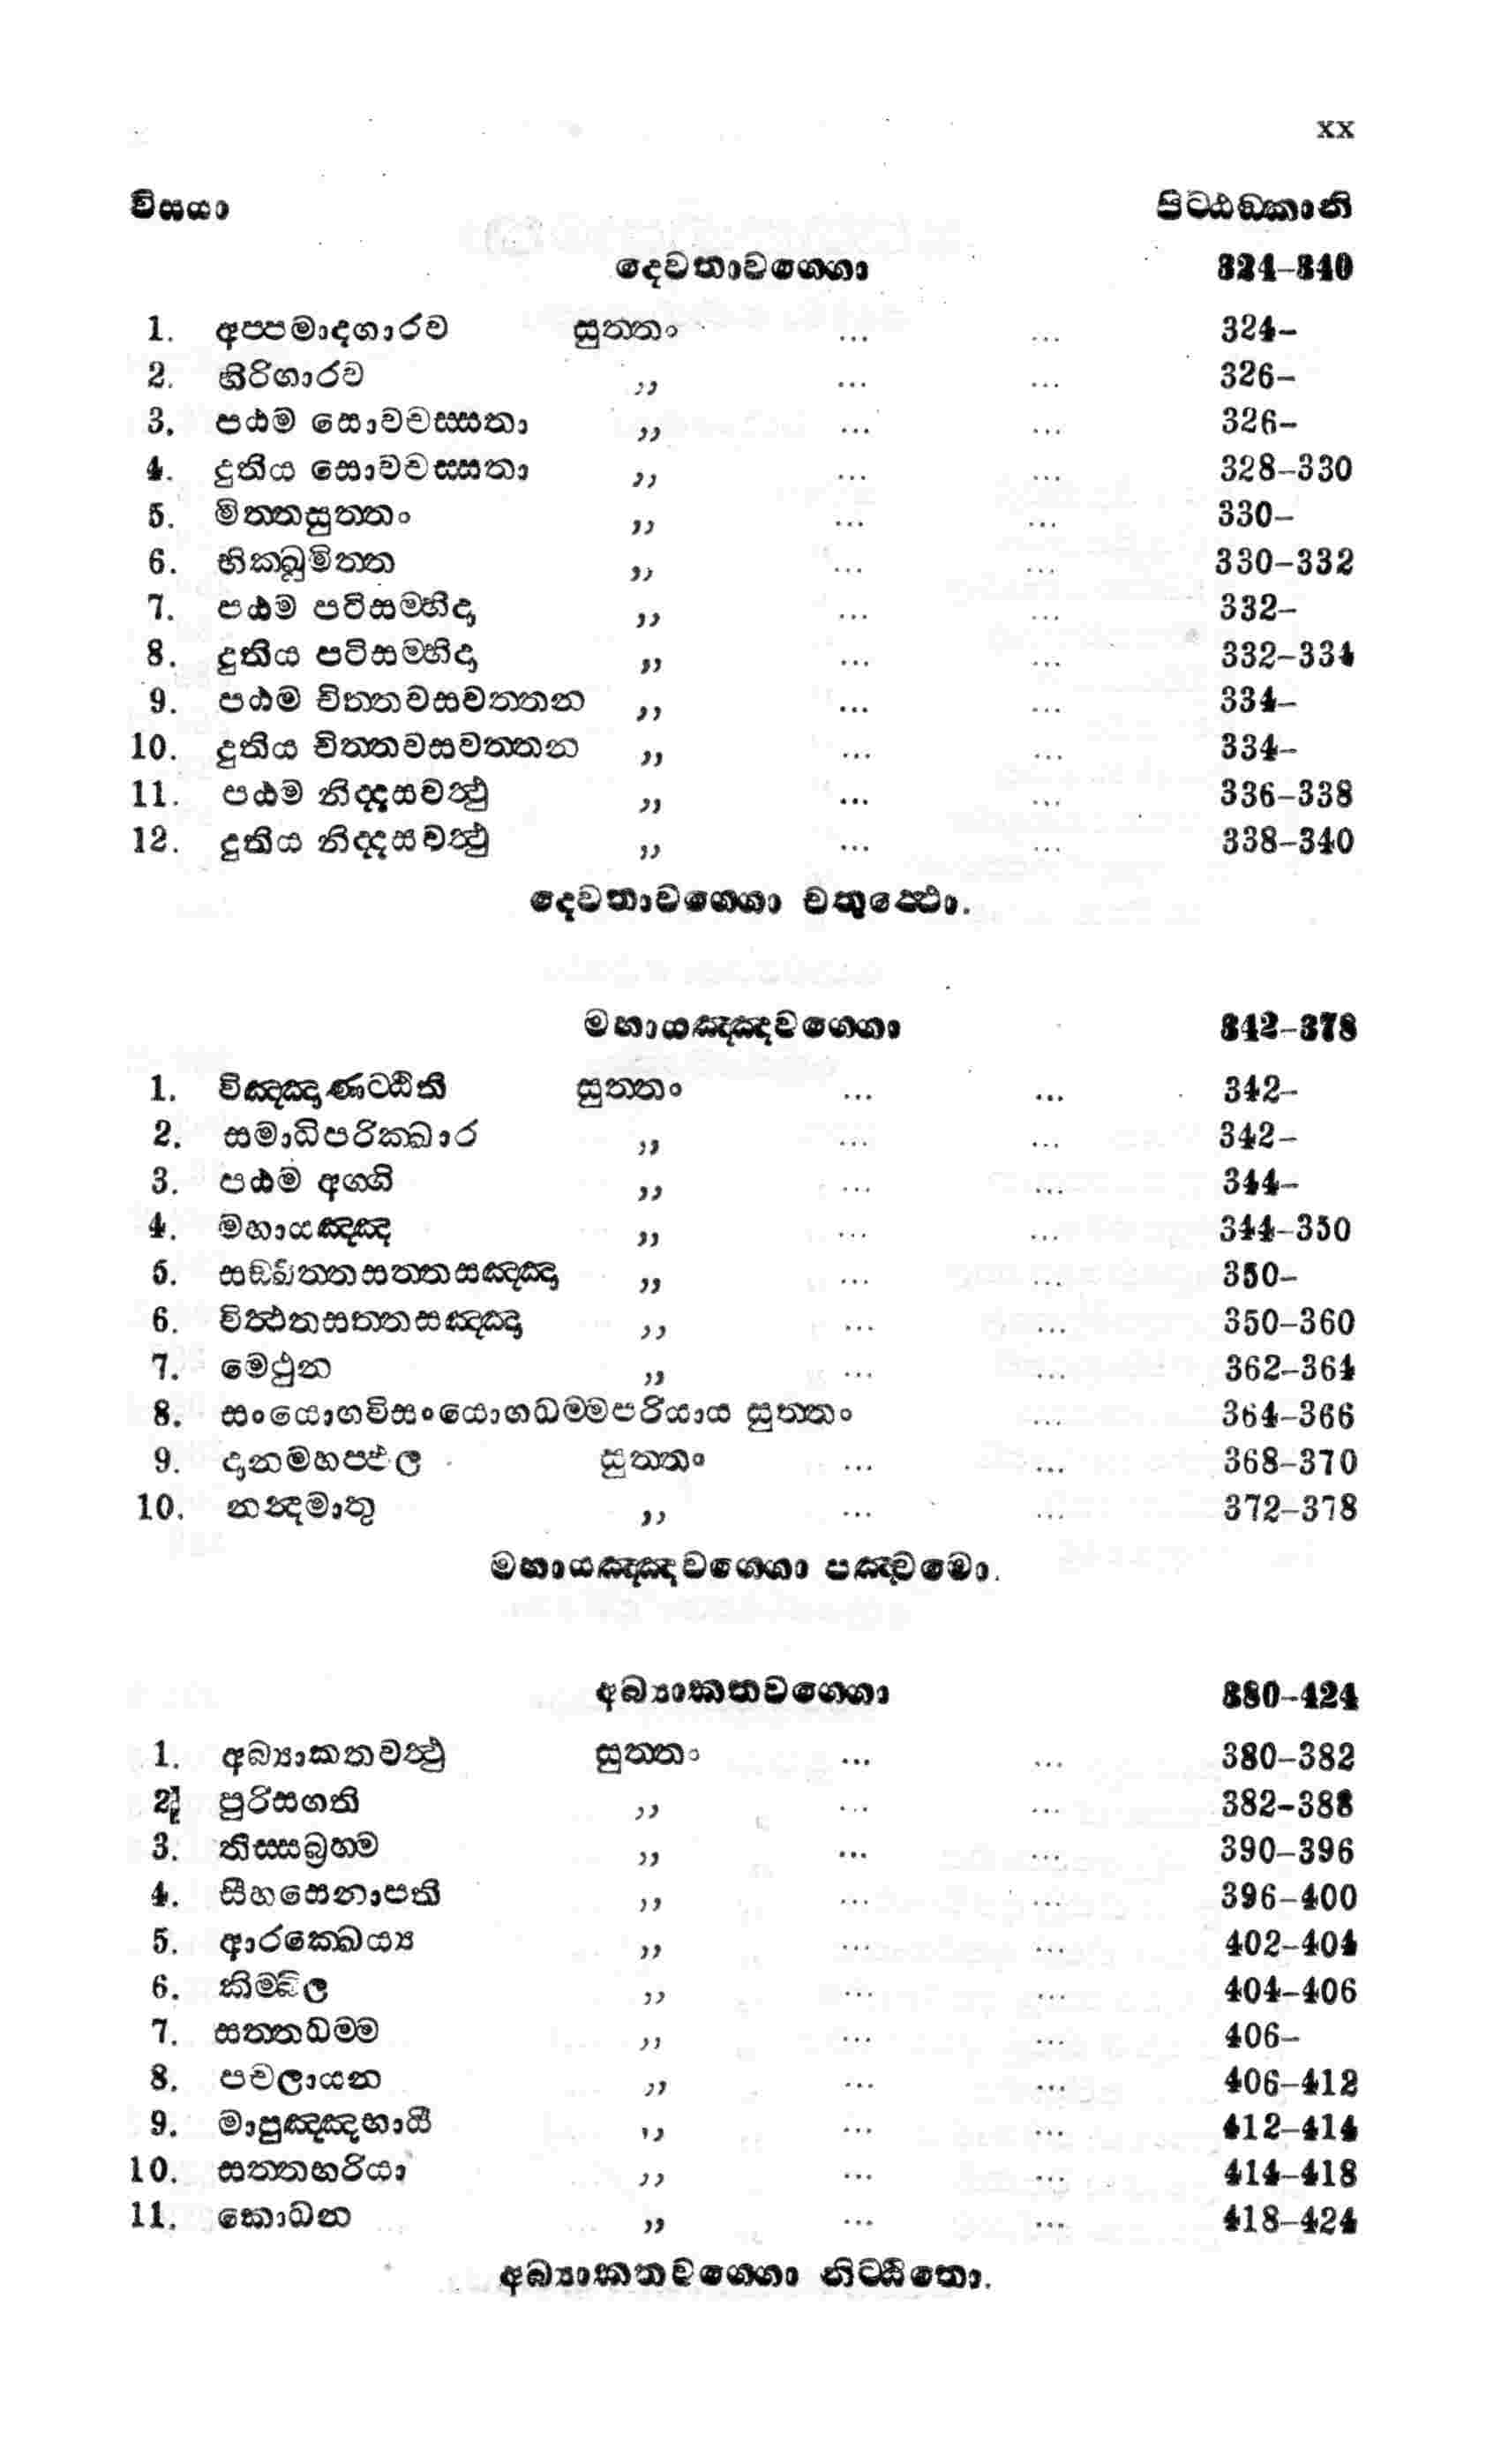 xx
විසයා පිට්ඨඞ්කානි
දෙවතාවග්ගො 324–340
1. අප්පමාදගාරව සුත්තං ... ... 324–
2. හිරිගාරව ,, ... ... 326–
3. පඨම සොවචස්සතා ,, ... ... 326–
4. දුතිය සොවචස්සතා ,, ... ... 328–330
5. මිත්තසුත්තං ,, ... ... 330–
6. භික්ඛුමිත්ත ,, ... ... 330–332
7. පඨම පටිසම්භිදා ,, ... ... 332–
8. දුතිය පටිසම්භිදා ,, ... ... 332–334
9. පඨම චිත්තවසවත්තන ,, ... ... 334–
10. දුතිය චිත්තවසවත්තන ,, ... ... 334–
11. පඨම නිද්දසවත්ථු ,, ... ... 336–338
12. දුතිය නිද්දසවත්ථු ,, ... ... 338–340
දෙවතාවග්ගො චතුත්ථො.
මහායඤ්ඤවග්ගො 342–378
1. විඤ්ඤාණට්ඨිති සුත්තං ... ... 342–
2. සමාධිපරික්ඛාර ,, ... ... 342–
3. පඨම අග්ගි ,, ... ... 344–
4. මහායඤ්ඤ ,, ... ... 344–350
5. සඞ්ඛිත්තසත්තසඤ්ඤා ,, ... ... 350–
6. විත්ථතසත්තසඤ්ඤා ,, ... ... 350–360
7. මෙථුන ,, ... ... 362–364
8. සංයොගවිසංයොගධම්මපරියාය සුත්තං ... 364–366
9. දානමහප්ඵල සුත්තං ... ... 368–370
10. නන්දමාතු ,, ... ... 372–378
මහායඤ්ඤවග්ගො පඤ්චමො.
අබ්‍යාකතවග්ගො 380–424
1. අබ්‍යාකතවත්ථු සුත්තං ... ... 380–382
2. පුරිසගති ,, ... ... 382–388
3. තිස්සබ්‍රහ්ම ,, ... ... 390–396
4. සීහසෙනාපති ,, ... ... 396–400
5. ආරක්ඛෙය්‍ය ,, ... ... 402–404
6. කිම්බිල ,, ... ... 404–406
7. සත්තධම්ම ,, ... ... 406–
8. පචලායන ,, ... ... 406–412
9. මාපුඤ්ඤභායී ,, ... ... 412–414
10. සත්තභරියා ,, ... ... 414–418
11. කොධන ,, ... ... 418–424
අබ්‍යාකතවග්ගො නිට්ඨිතො.